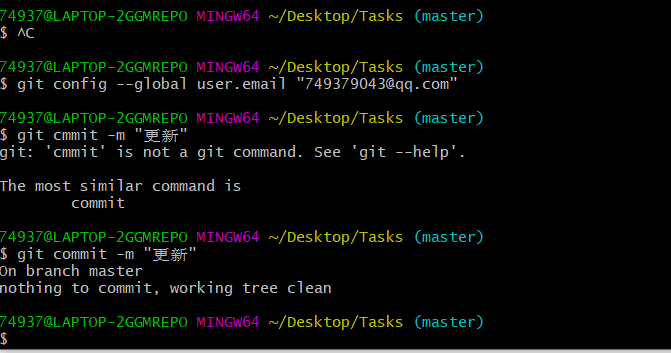 74937@LAPTOP-2GGMREPO MINGW64 ~/Desktop/Tasks (master)
$ ^C
74937@LAPTOP-2GGMREPO MINGW64 ~/Desktop/Tasks (master)
$ git config --global user.email "749379043@qq.com"
74937@LAPTOP-2GGMREPO MINGW64 ~/Desktop/Tasks (master)
$ git cmmit -m "更新"
git: 'cmmit' is not a git command. See 'git --help'.
The most similar command is
commit
74937@LAPTOP-2GGMREPO MINGW64 ~/Desktop/Tasks (master)
$ git commit -m "更新"
On branch master
nothing to commit, working tree clean
74937@LAPTOP-2GGMREPO MINGW64 ~/Desktop/Tasks (master)
$